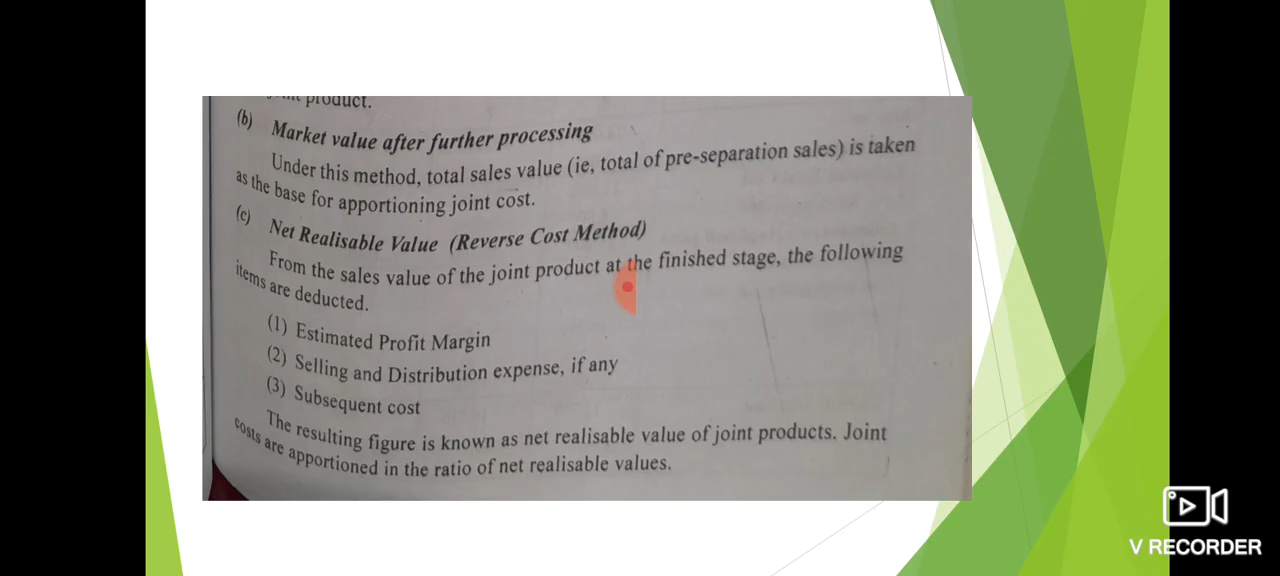 joint product.
(b) Market value after further processing
Under this method, total sales value (ie, total of pre-separation sales) is taken
as the base for apportioning joint cost.
(c) Net Realisable Value (Reverse Cost Method)
From the sales value of the joint product at the finished stage, the following
items are deducted.
(1) Estimated Profit Margin
(2) Selling and Distribution expense, if any
(3) Subsequent cost
The resulting figure is known as net realisable value of joint products. Joint
costs are apportioned in the ratio of net realisable values.
V RECORDER